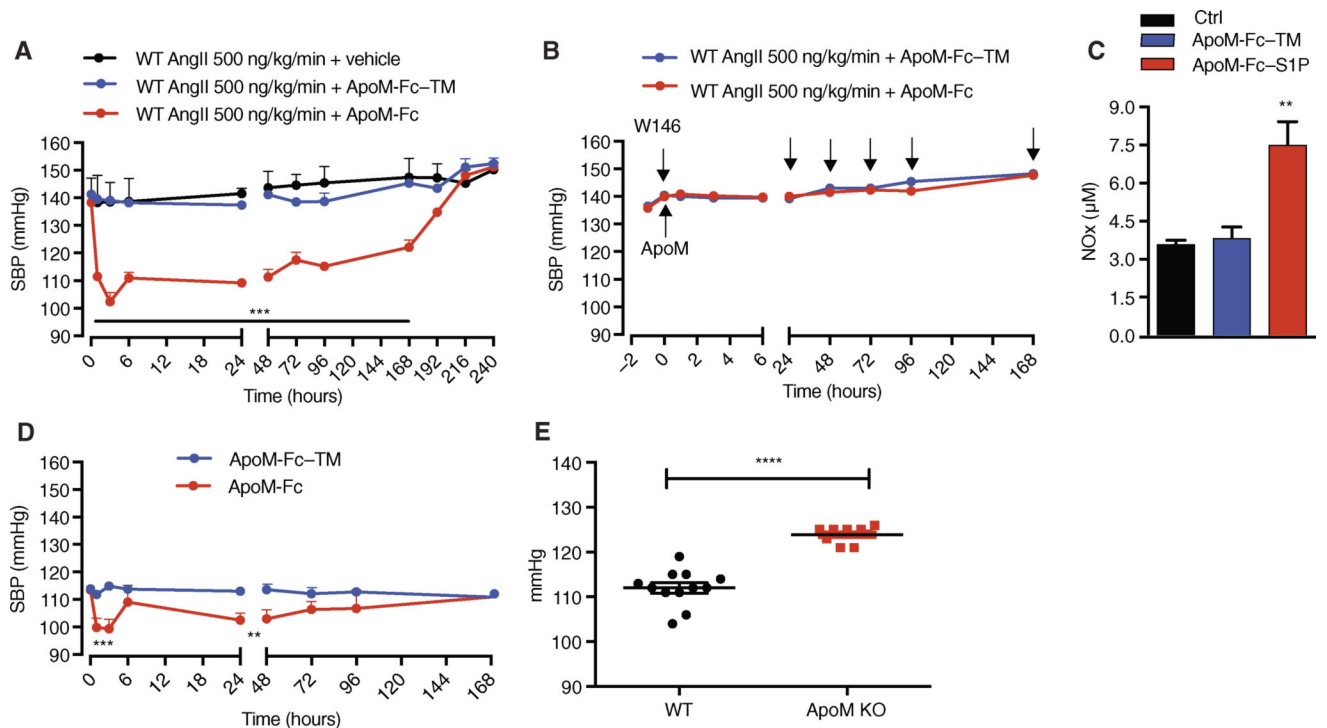 A
WT AngII 500 ng/kg/min + vehicle
WT AngII 500 ng/kg/min + ApoM-Fc–TM
WT AngII 500 ng/kg/min + ApoM-Fc
SBP (mmHg)
160
150
140
130
120
110
100
90
***
0 6 12 18 24 48 72 96 120 144 168 192 216 240
Time (hours)
B
WT AngII 500 ng/kg/min + ApoM-Fc–TM
WT AngII 500 ng/kg/min + ApoM-Fc
W146
SBP (mmHg)
160
150
140
130
120
110
100
90
ApoM
–2 0 2 4 6 24 48 72 96 120 144 168
Time (hours)
C
Ctrl
ApoM-Fc–TM
ApoM-Fc–S1P
**
NOx (µM)
9.0
7.5
6.0
4.5
3.0
1.5
0.0
D
ApoM-Fc–TM
ApoM-Fc
SBP (mmHg)
160
150
140
130
120
110
100
90
***
**
0 6 12 18 24 48 72 96 120 144 168
Time (hours)
E
****
mmHg
140
130
120
110
100
90
WT ApoM KO